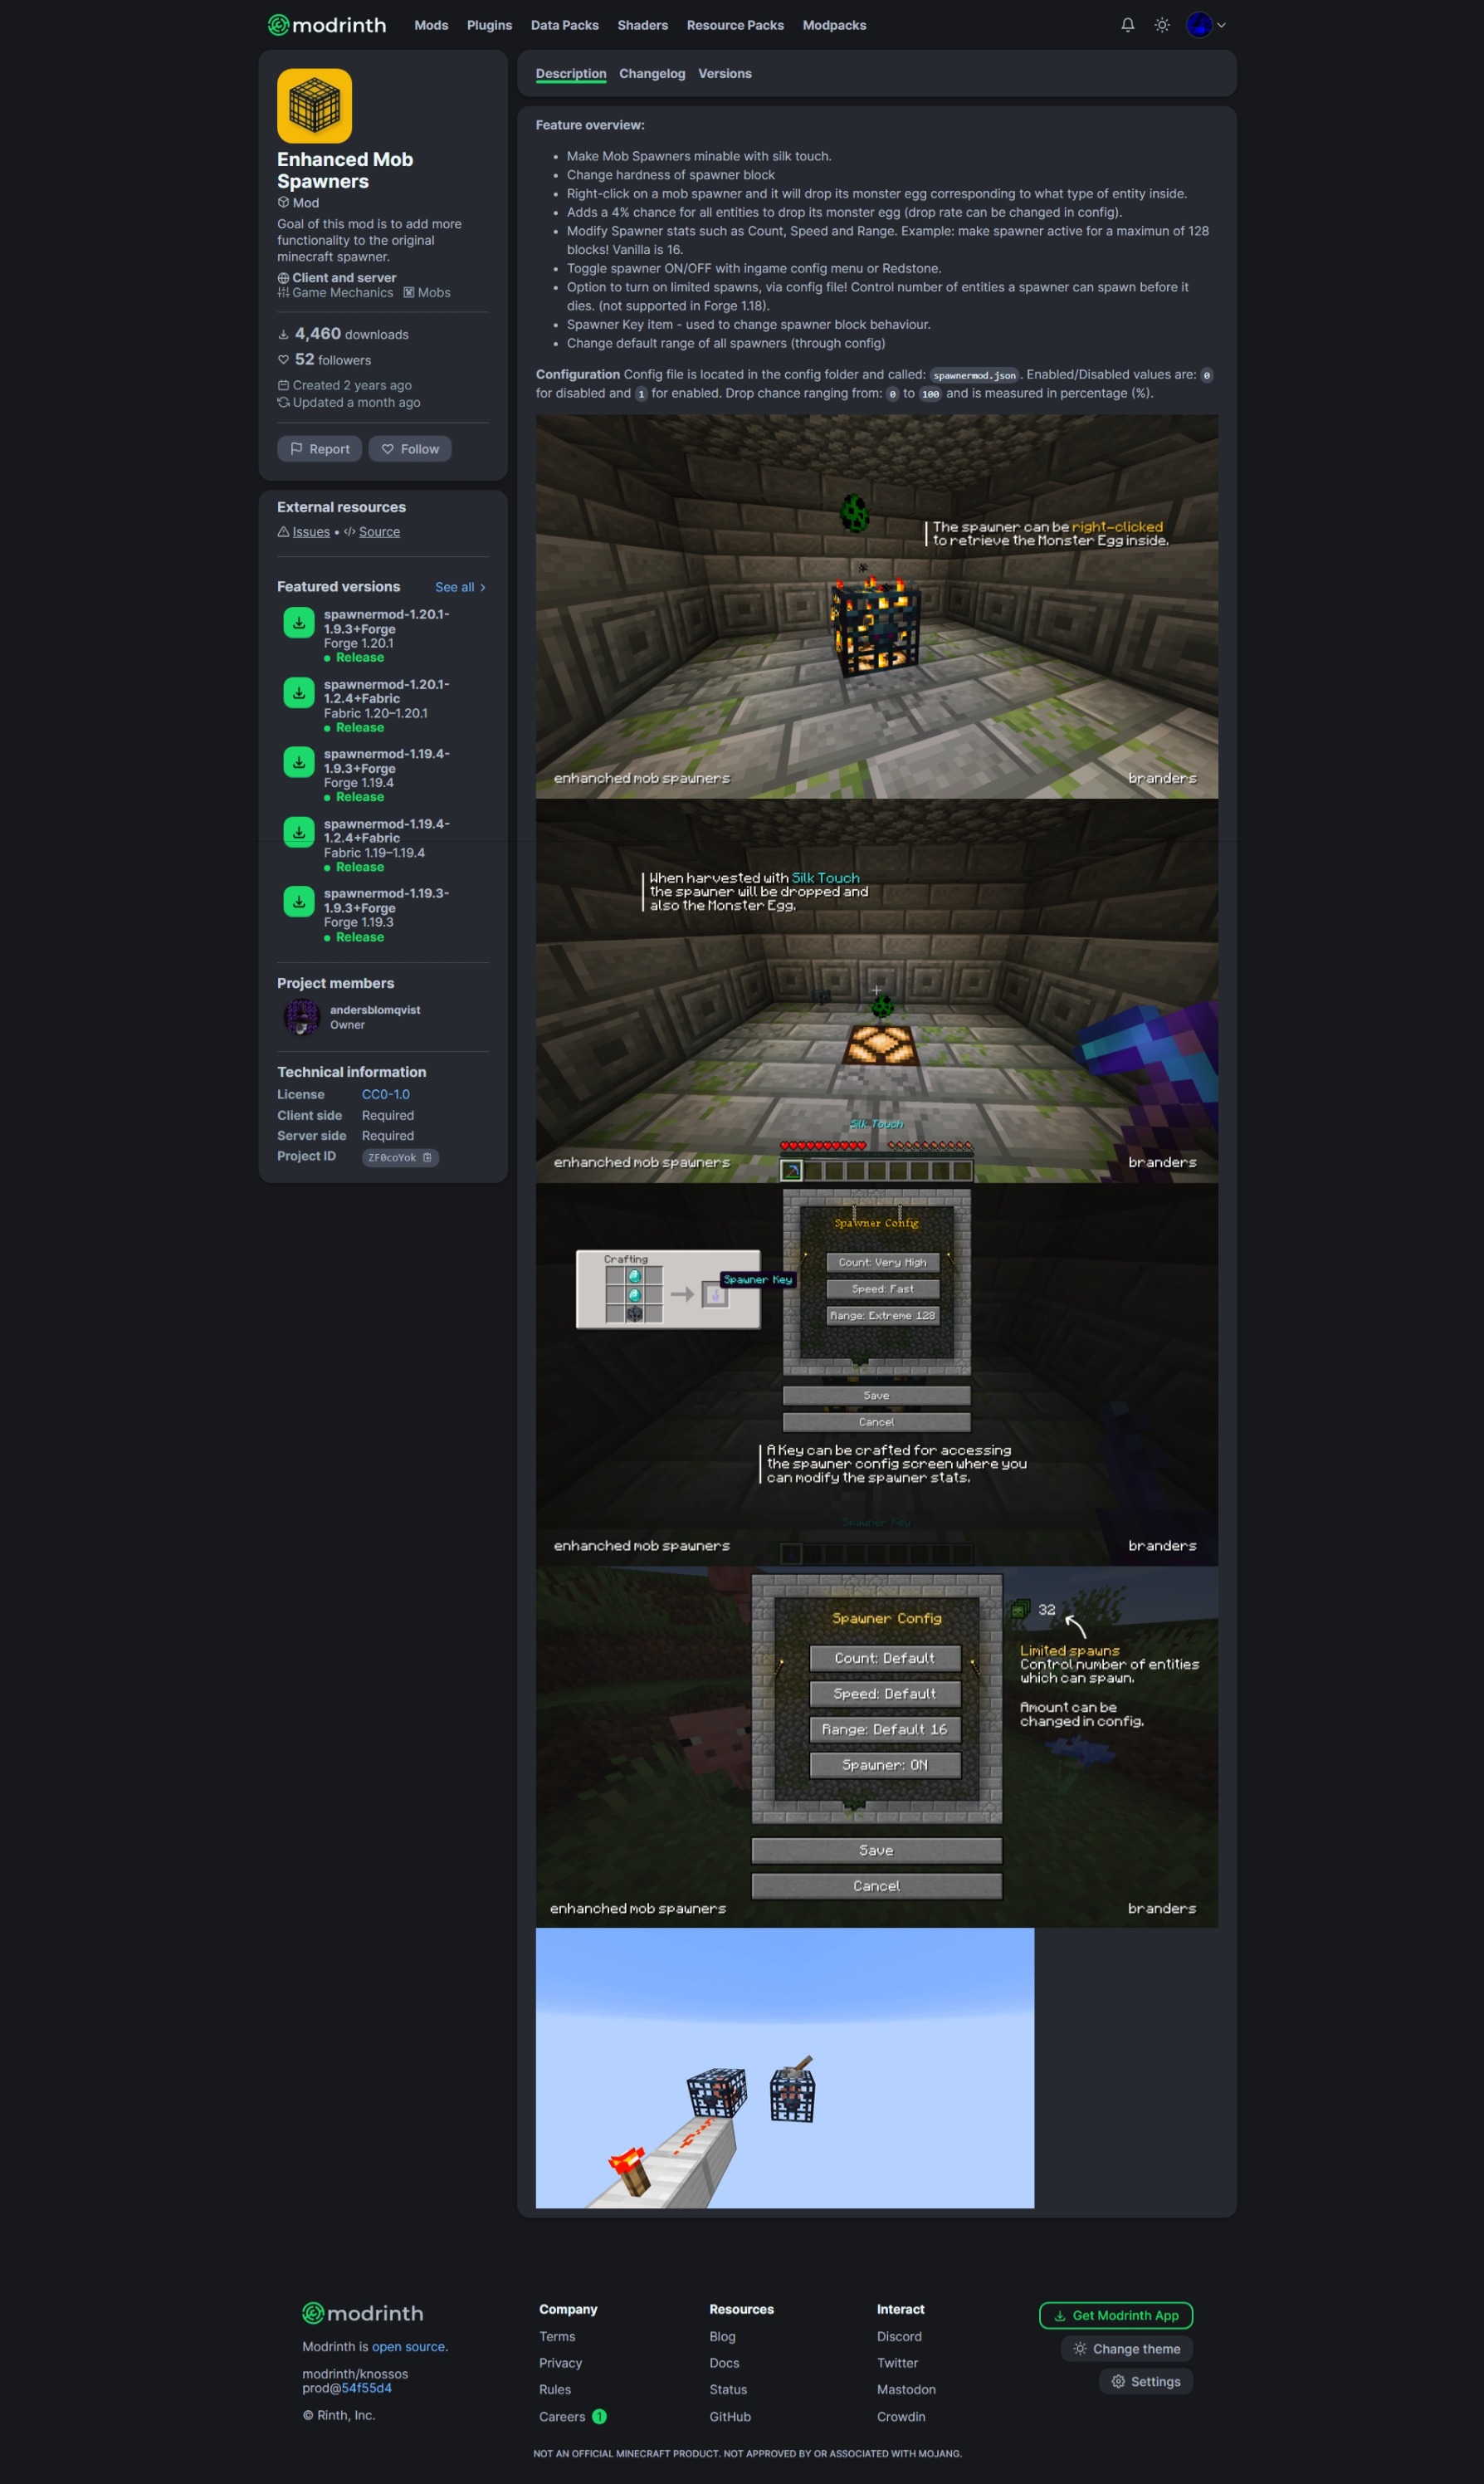 modrinth
Mods Plugins Data Packs Shaders Resource Packs Modpacks
Enhanced Mob
Spawners
Mod
Goal of this mod is to add more
functionality to the original
minecraft spawner.
Client and server
Game Mechanics Mobs
4,460 downloads
52 followers
Created 2 years ago
Updated a month ago
Report Follow
External resources
Issues • Source
Featured versions See all
spawnermod-1.20.1-
1.9.3+Forge
Forge 1.20.1
Release
spawnermod-1.20.1-
1.2.4+Fabric
Fabric 1.20–1.20.1
Release
spawnermod-1.19.4-
1.9.3+Forge
Forge 1.19.4
Release
spawnermod-1.19.4-
1.2.4+Fabric
Fabric 1.19–1.19.4
Release
spawnermod-1.19.3-
1.9.3+Forge
Forge 1.19.3
Release
Project members
andersblomqvist
Owner
Technical information
License CC0-1.0
Client side Required
Server side Required
Project ID ZF0coYok
Description Changelog Versions
Feature overview:
• Make Mob Spawners minable with silk touch.
• Change hardness of spawner block
• Right-click on a mob spawner and it will drop its monster egg corresponding to what type of entity inside.
• Adds a 4% chance for all entities to drop its monster egg (drop rate can be changed in config).
• Modify Spawner stats such as Count, Speed and Range. Example: make spawner active for a maximun of 128
blocks! Vanilla is 16.
• Toggle spawner ON/OFF with ingame config menu or Redstone.
• Option to turn on limited spawns, via config file! Control number of entities a spawner can spawn before it
dies. (not supported in Forge 1.18).
• Spawner Key item - used to change spawner block behaviour.
• Change default range of all spawners (through config)
Configuration Config file is located in the config folder and called: spawnermod.json. Enabled/Disabled values are: 0
for disabled and 1 for enabled. Drop chance ranging from: 0 to 100 and is measured in percentage (%).
The spawner can be right-clicked
to retrieve the Monster Egg inside.
enhanched mob spawners branders
When harvested with Silk Touch
the spawner will be dropped and
also the Monster Egg.
Silk Touch
enhanched mob spawners branders
Spawner Config
Crafting
Spawner Key
Count: Very High
Speed: Fast
Range: Extreme 128
Save
Cancel
A Key can be crafted for accessing
the spawner config screen where you
can modify the spawner stats.
Spawner Key
enhanched mob spawners branders
32
Spawner Config
Limited spawns
Control number of entities
which can spawn.
Amount can be
changed in config.
Count: Default
Speed: Default
Range: Default 16
Spawner: ON
Save
Cancel
enhanched mob spawners branders
modrinth
Modrinth is open source.
modrinth/knossos
prod@54f55d4
© Rinth, Inc.
Company
Terms
Privacy
Rules
Careers 1
Resources
Blog
Docs
Status
GitHub
Interact
Discord
Twitter
Mastodon
Crowdin
Get Modrinth App
Change theme
Settings
NOT AN OFFICIAL MINECRAFT PRODUCT. NOT APPROVED BY OR ASSOCIATED WITH MOJANG.